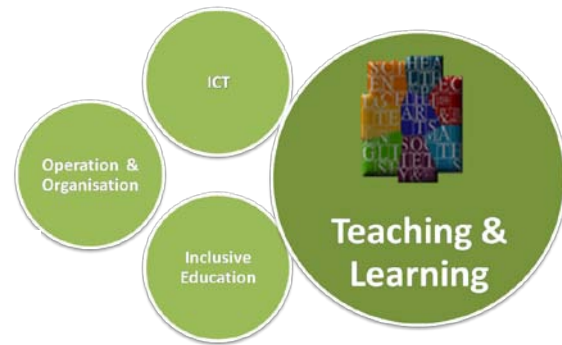 ICT
Operation &
Organisation
Inclusive
Education
Teaching &
Learning